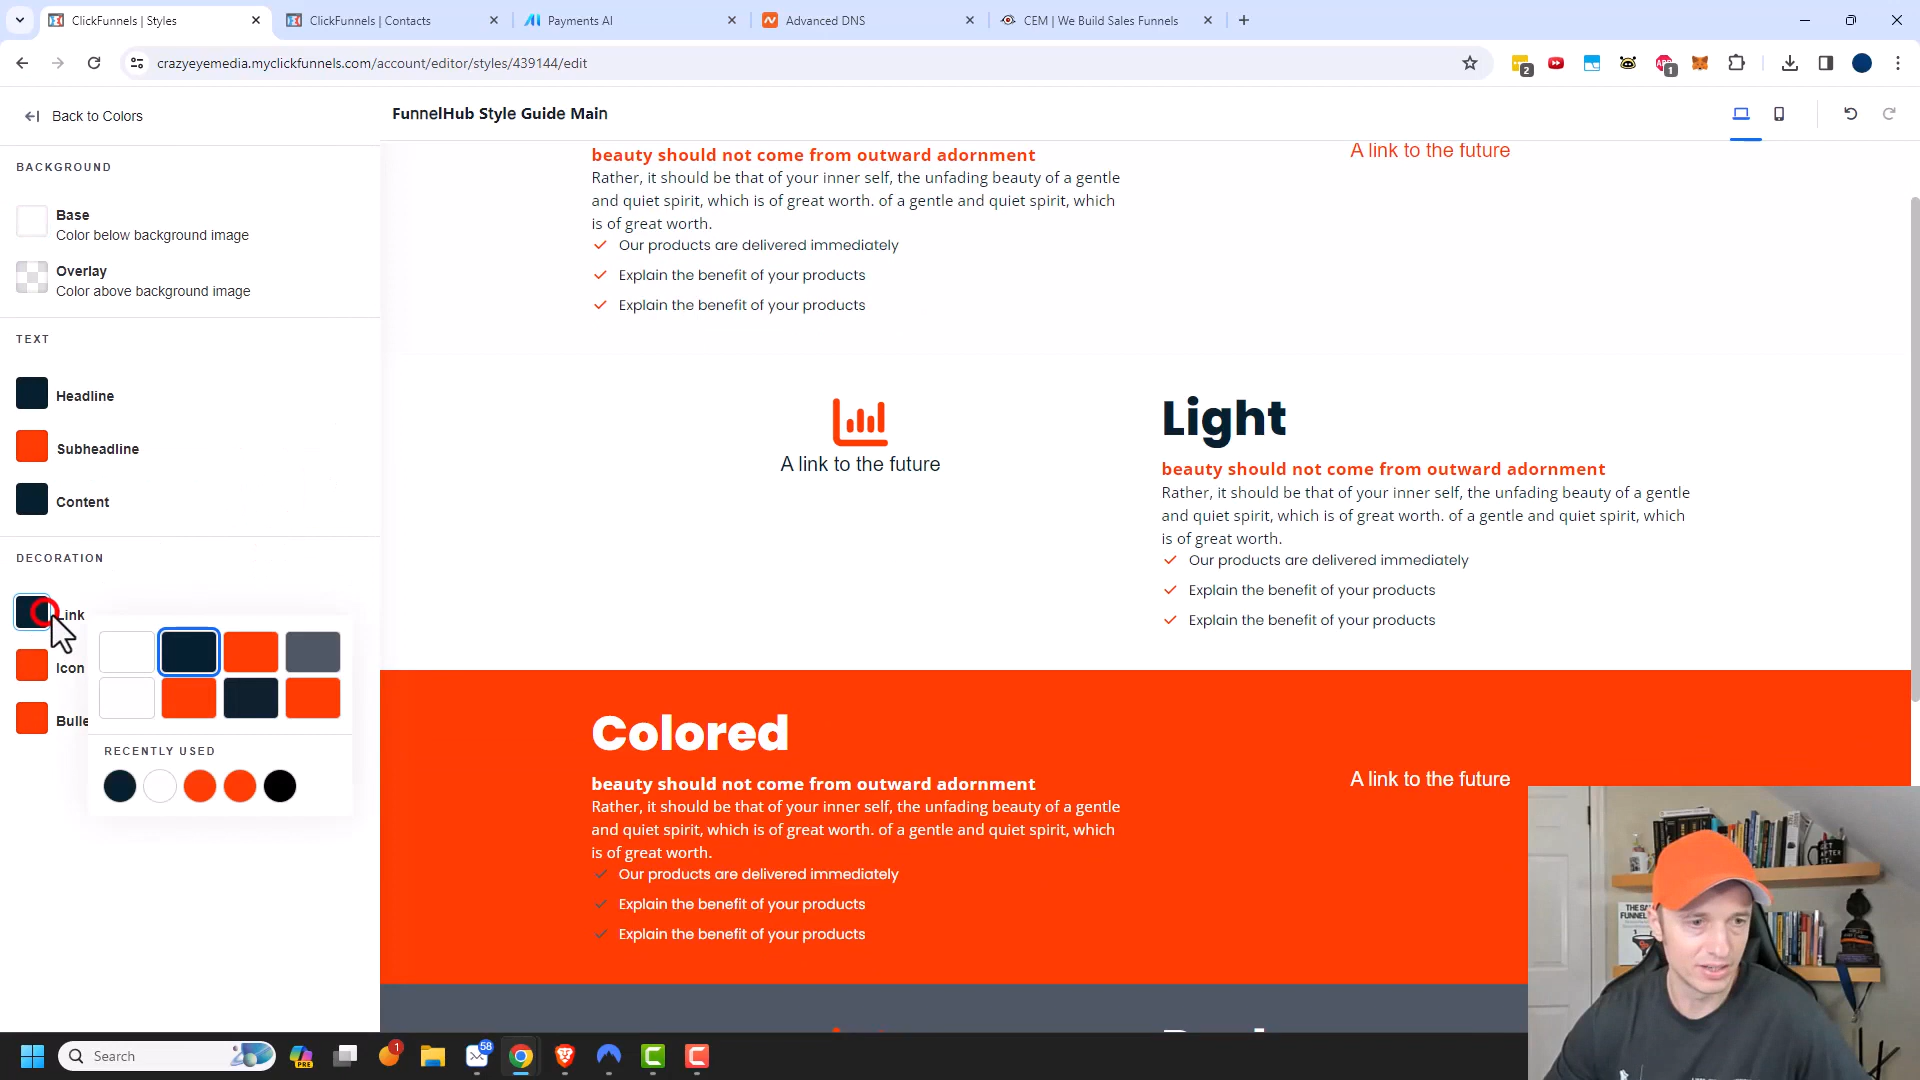 ClickFunnels | Styles
ClickFunnels | Contacts
Payments AI
Advanced DNS
CEM | We Build Sales Funnels
crazyeyemedia.myclickfunnels.com/account/editor/styles/439144/edit
2
1
Back to Colors
FunnelHub Style Guide Main
BACKGROUND
Base
Color below background image
Overlay
Color above background image
TEXT
Headline
Subheadline
Content
DECORATION
Link
Icon
Bulle
RECENTLY USED
beauty should not come from outward adornment
Rather, it should be that of your inner self, the unfading beauty of a gentle
and quiet spirit, which is of great worth. of a gentle and quiet spirit, which
is of great worth.
Our products are delivered immediately
Explain the benefit of your products
Explain the benefit of your products
A link to the future
A link to the future
Light
beauty should not come from outward adornment
Rather, it should be that of your inner self, the unfading beauty of a gentle
and quiet spirit, which is of great worth. of a gentle and quiet spirit, which
is of great worth.
Our products are delivered immediately
Explain the benefit of your products
Explain the benefit of your products
Colored
beauty should not come from outward adornment
Rather, it should be that of your inner self, the unfading beauty of a gentle
and quiet spirit, which is of great worth. of a gentle and quiet spirit, which
is of great worth.
Our products are delivered immediately
Explain the benefit of your products
Explain the benefit of your products
A link to the future
Search
PRE
1
58